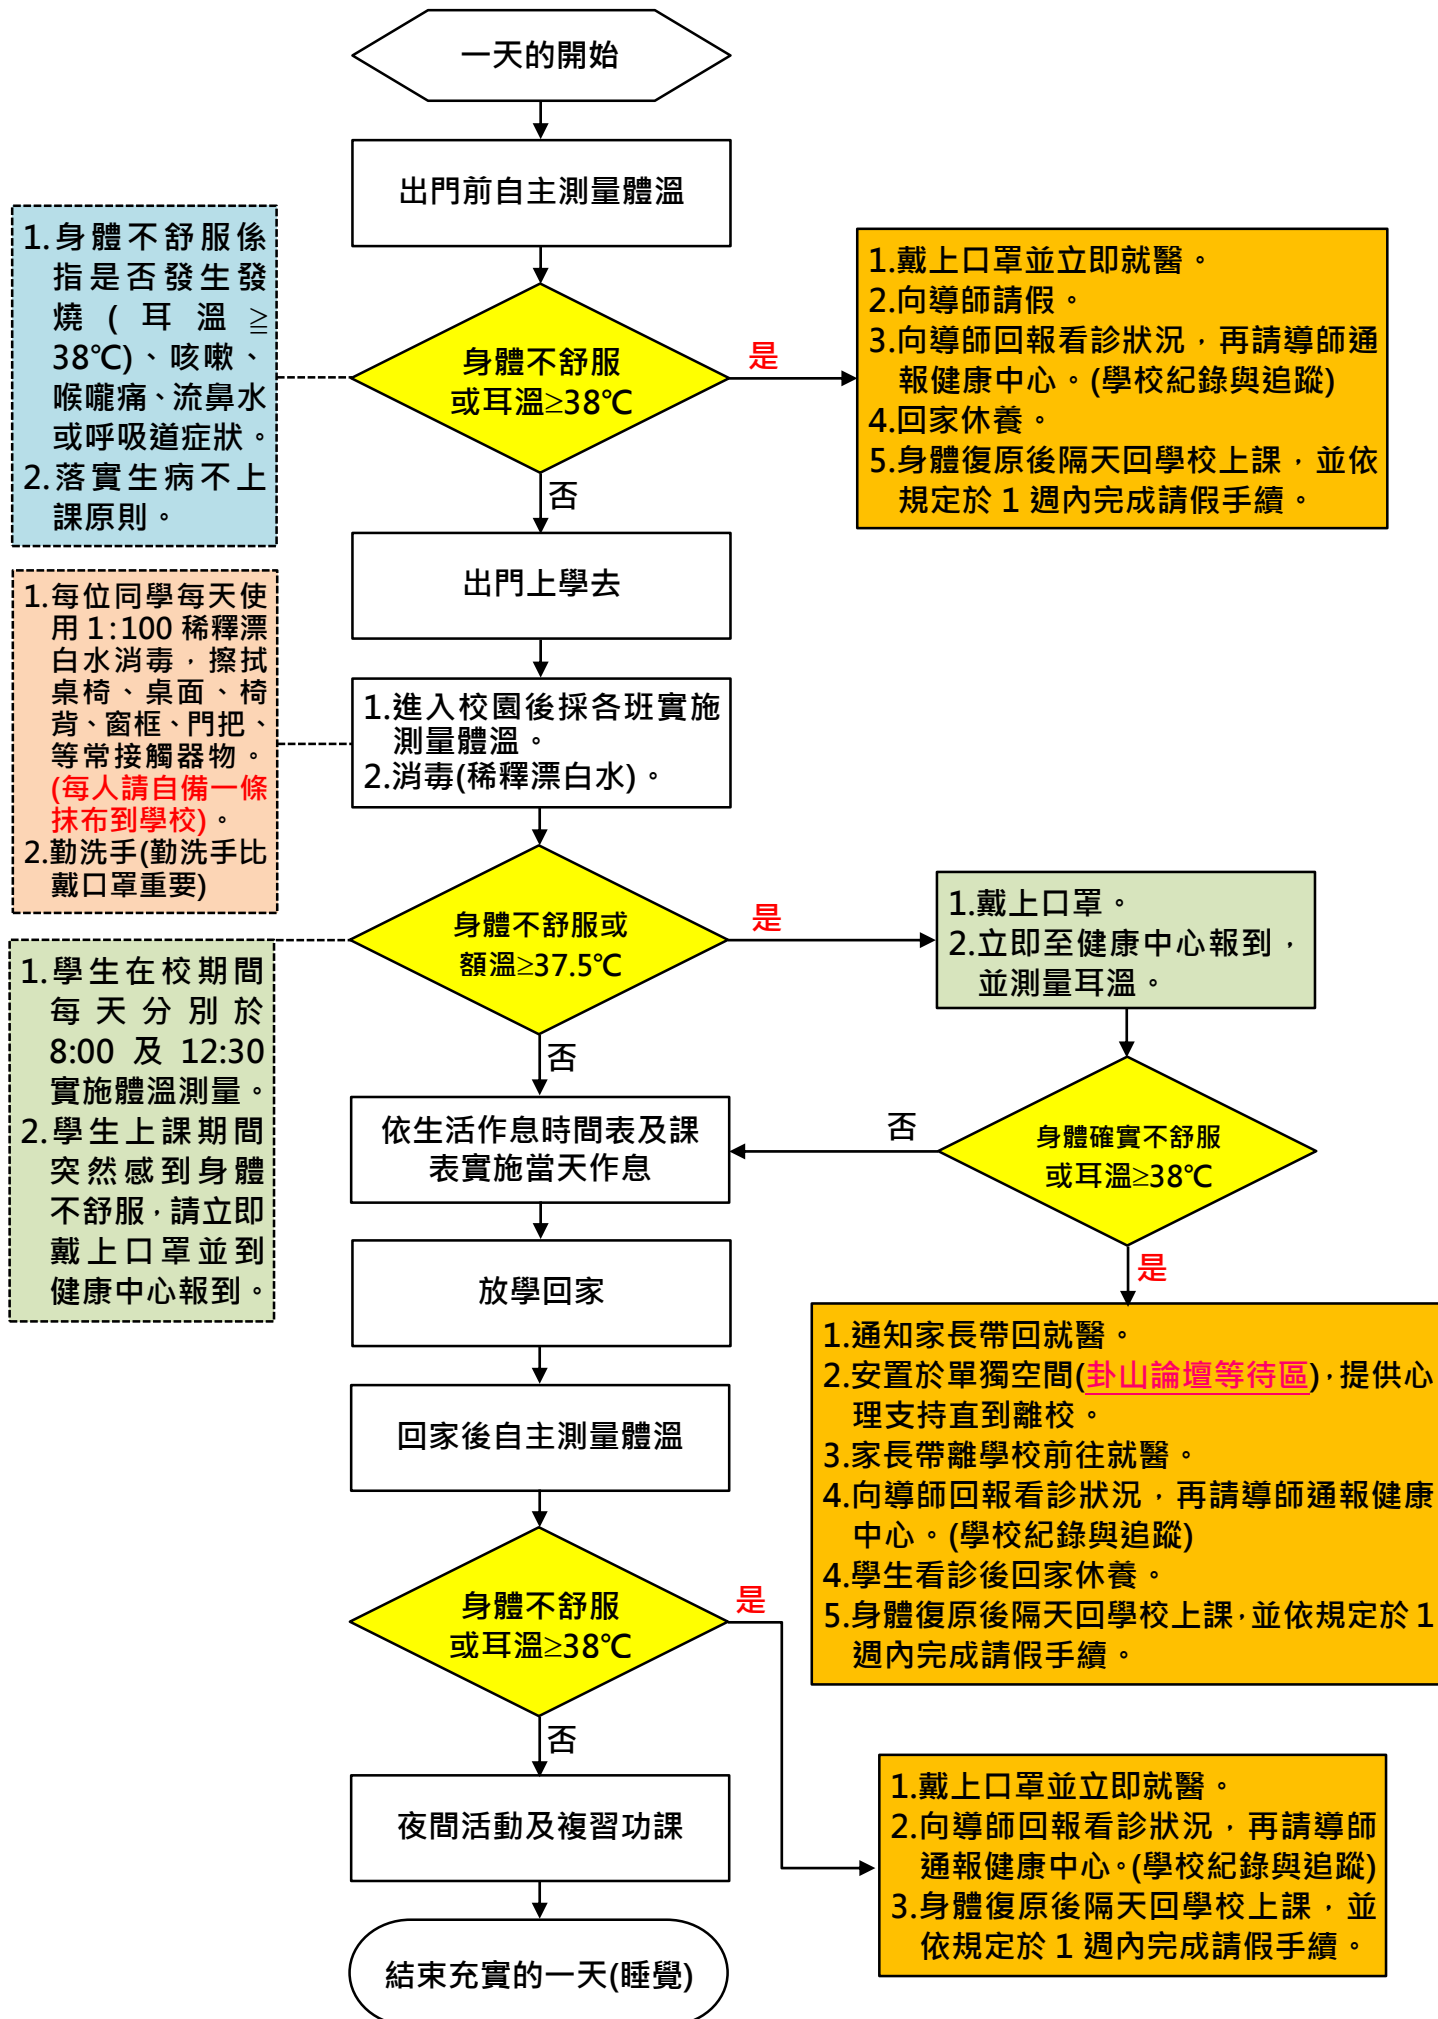 一天的開始
出門前自主測量體溫
1.身體不舒服係
指是否發生發
燒(耳溫≧
38℃)、咳嗽、
喉嚨痛、流鼻水
或呼吸道症狀。
2.落實生病不上
課原則。
身體不舒服
或耳溫≥38℃
是
1.戴上口罩並立即就醫。
2.向導師請假。
3.向導師回報看診狀況，再請導師通
報健康中心。(學校紀錄與追蹤)
4.回家休養。
5.身體復原後隔天回學校上課，並依
規定於1週內完成請假手續。
否
出門上學去
1.每位同學每天使
用1:100稀釋漂
白水消毒，擦拭
桌椅、桌面、椅
背、窗框、門把、
等常接觸器物。
(每人請自備一條
抹布到學校)。
2.勤洗手(勤洗手比
戴口罩重要)
1.進入校園後採各班實施
測量體溫。
2.消毒(稀釋漂白水)。
身體不舒服或
額溫≥37.5℃
是
1.戴上口罩。
2.立即至健康中心報到，
並測量耳溫。
1.學生在校期間
每天分別於
8:00 及 12:30
實施體溫測量。
2.學生上課期間
突然感到身體
不舒服，請立即
戴上口罩並到
健康中心報到。
否
依生活作息時間表及課
表實施當天作息
否
身體確實不舒服
或耳溫≥38℃
是
放學回家
1.通知家長帶回就醫。
2.安置於單獨空間(卦山論壇等待區)，提供心
理支持直到離校。
3.家長帶離學校前往就醫。
4.向導師回報看診狀況，再請導師通報健康
中心。(學校紀錄與追蹤)
4.學生看診後回家休養。
5.身體復原後隔天回學校上課，並依規定於1
週內完成請假手續。
回家後自主測量體溫
身體不舒服
或耳溫≥38℃
是
否
夜間活動及複習功課
1.戴上口罩並立即就醫。
2.向導師回報看診狀況，再請導師
通報健康中心。(學校紀錄與追蹤)
3.身體復原後隔天回學校上課，並
依規定於1週內完成請假手續。
結束充實的一天(睡覺)